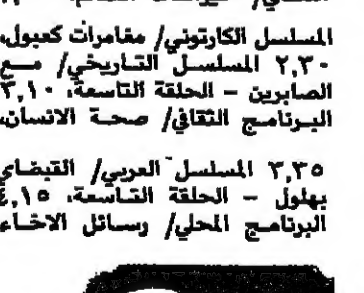 المسلسل الكارتوني/ مغامرات كعبول،
٢,٣٠ المسلسل التاريخي/ مع
الصابرين – الحلقة التاسعة، ٣,١٠
البرنامج الثقافي/ صحة الانسان،
٣,٣٥ المسلسل العربي/ القبضاي
بهلول – الحلقة التاسعة، ٤,١٥
البرنامج المحلي/ رسائل الاخاء